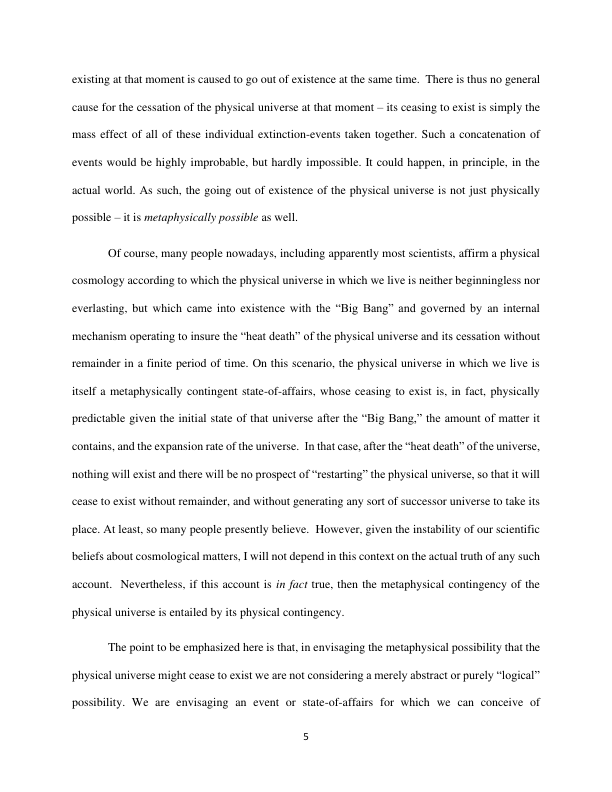 existing at that moment is caused to go out of existence at the same time.  There is thus no general
cause for the cessation of the physical universe at that moment – its ceasing to exist is simply the
mass effect of all of these individual extinction-events taken together. Such a concatenation of
events would be highly improbable, but hardly impossible. It could happen, in principle, in the
actual world. As such, the going out of existence of the physical universe is not just physically
possible – it is metaphysically possible as well.
Of course, many people nowadays, including apparently most scientists, affirm a physical
cosmology according to which the physical universe in which we live is neither beginningless nor
everlasting, but which came into existence with the “Big Bang” and governed by an internal
mechanism operating to insure the “heat death” of the physical universe and its cessation without
remainder in a finite period of time. On this scenario, the physical universe in which we live is
itself a metaphysically contingent state-of-affairs, whose ceasing to exist is, in fact, physically
predictable given the initial state of that universe after the “Big Bang,” the amount of matter it
contains, and the expansion rate of the universe.  In that case, after the “heat death” of the universe,
nothing will exist and there will be no prospect of “restarting” the physical universe, so that it will
cease to exist without remainder, and without generating any sort of successor universe to take its
place. At least, so many people presently believe.  However, given the instability of our scientific
beliefs about cosmological matters, I will not depend in this context on the actual truth of any such
account.  Nevertheless, if this account is in fact true, then the metaphysical contingency of the
physical universe is entailed by its physical contingency.
The point to be emphasized here is that, in envisaging the metaphysical possibility that the
physical universe might cease to exist we are not considering a merely abstract or purely “logical”
possibility. We are envisaging an event or state-of-affairs for which we can conceive of
5